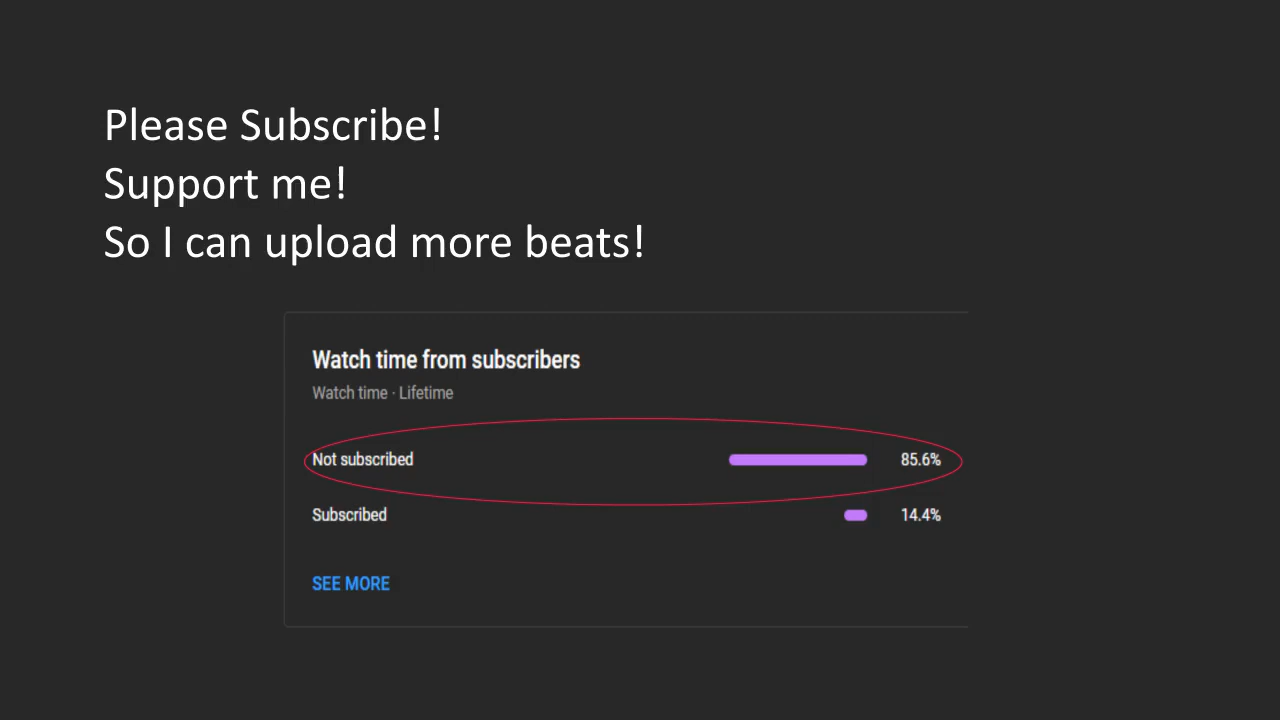 Please Subscribe!
Support me!
So I can upload more beats!
Watch time from subscribers
Watch time · Lifetime
Not subscribed 85.6%
Subscribed 14.4%
SEE MORE